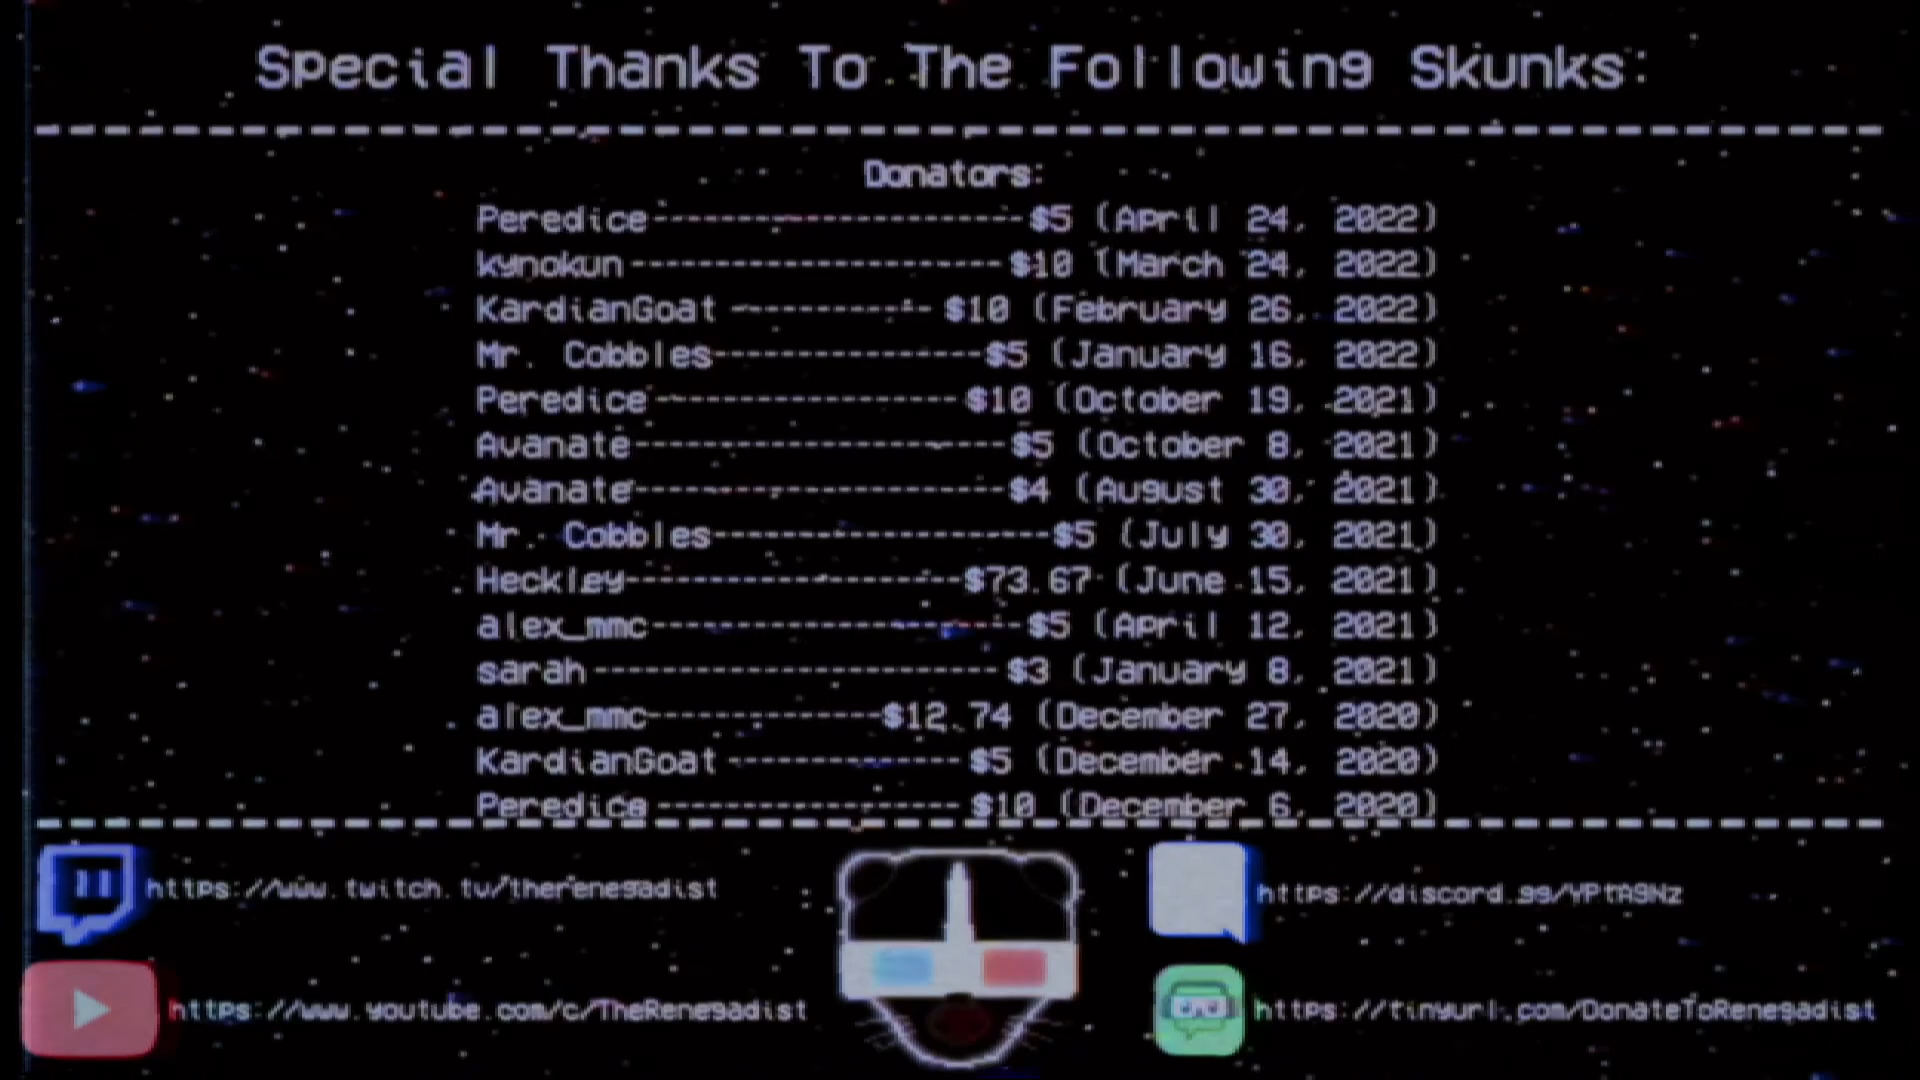 Special Thanks To The Following Skunks:
Donators:
Peredice-----------------$5 (April 24, 2022)
kynokun-----------------$10 (March 24, 2022)
KardianGoat --------- $10 (February 26, 2022)
Mr. Cobbles------------$5 (January 16, 2022)
Peredice--------------$10 (October 19, 2021)
Avanate-----------------$5 (October 8, 2021)
Avanate-----------------$4 (August 30, 2021)
Mr. Cobbles---------------$5 (July 30, 2021)
Heckley---------------$73.67 (June 15, 2021)
alex_mmc-----------------$5 (April 12, 2021)
sarah ------------------ $3 (January 8, 2021)
alex_mmc----------$12.74 (December 27, 2020)
KardianGoat ---------- $5 (December 14, 2020)
Peredice ------------- $10 (December 6, 2020)
https://www.twitch.tv/therenegadist
https://discord.gg/YPtA9Nz
https://www.youtube.com/c/TheRenegadist
https://tinyurl.com/DonateToRenegadist